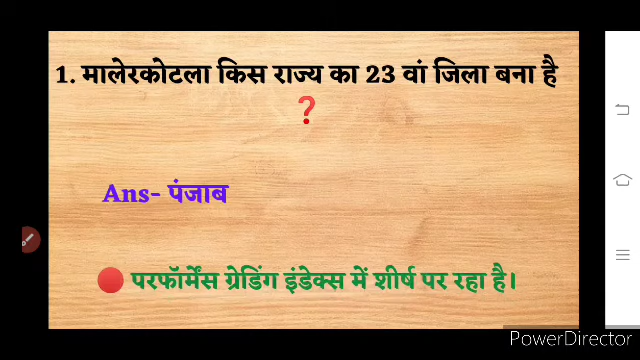 1. मालेरकोटला किस राज्य का 23 वां जिला बना है
❓
Ans- पंजाब
🔴 परफॉर्मेंस ग्रेडिंग इंडेक्स में शीर्ष पर रहा है।
PowerDirector